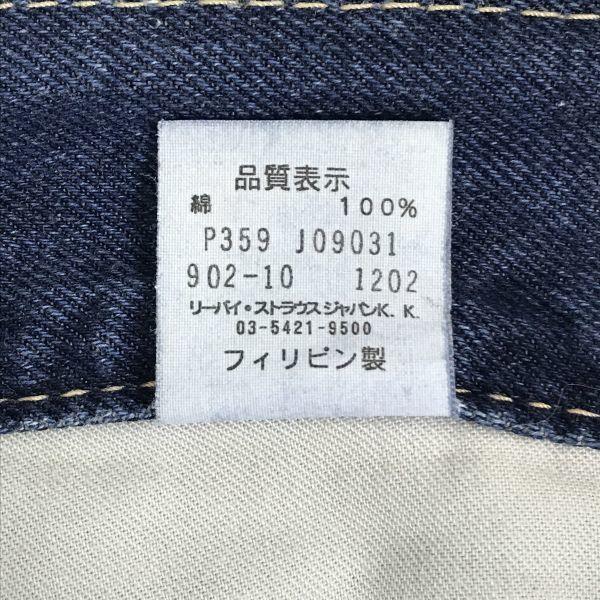 品質表示
綿 100%
P359 J09031
902-10 1202
リーバイ・ストラウスジャパンK.K.
03-5421-9500
フィリピン製